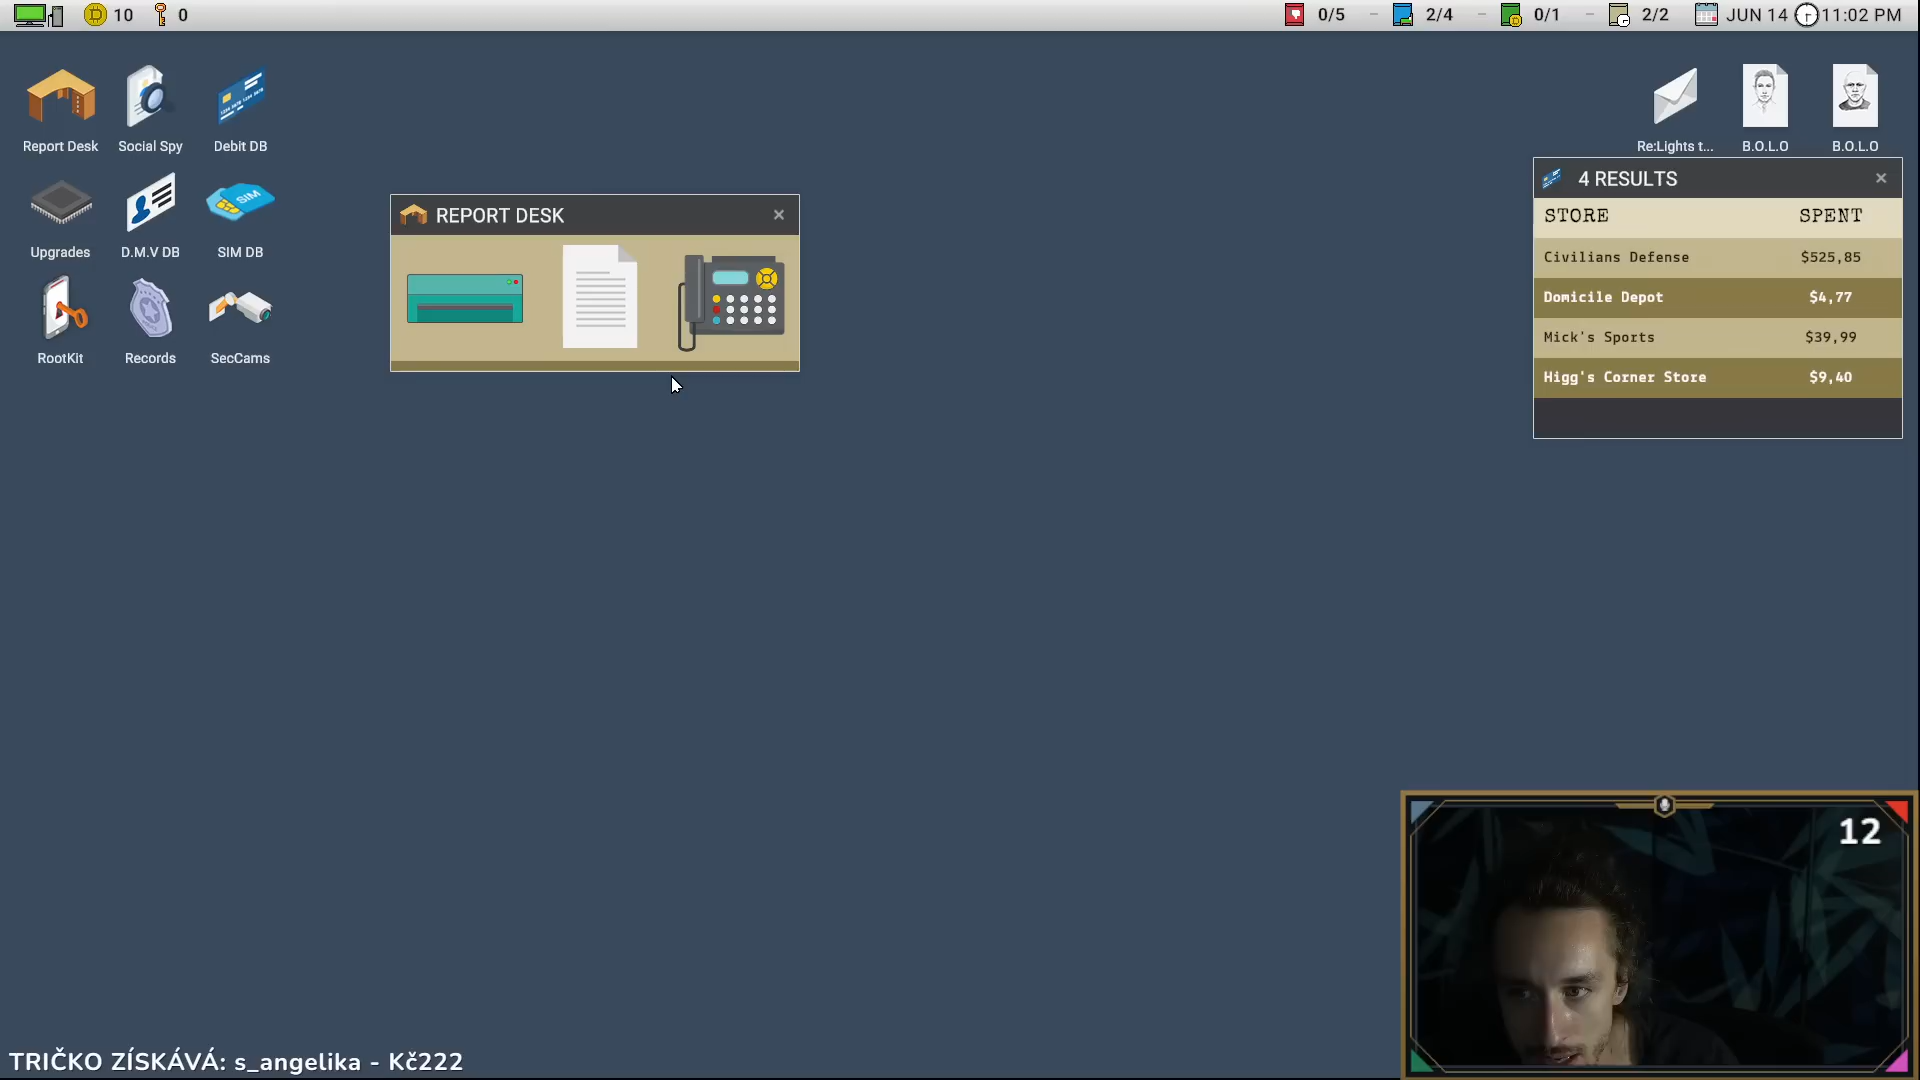 10
0
0/5
2/4
0/1
2/2
JUN 14
11:02 PM
Report Desk
Social Spy
Debit DB
Upgrades
D.M.V DB
SIM DB
RootKit
Records
SecCams
Re:Lights t...
B.O.L.O
B.O.L.O
REPORT DESK
4 RESULTS
STORE SPENT
Civilians Defense $525,85
Domicile Depot $4,77
Mick's Sports $39,99
Higg's Corner Store $9,40
12
TRIČKO ZÍSKÁVÁ: s_angelika - Kč222